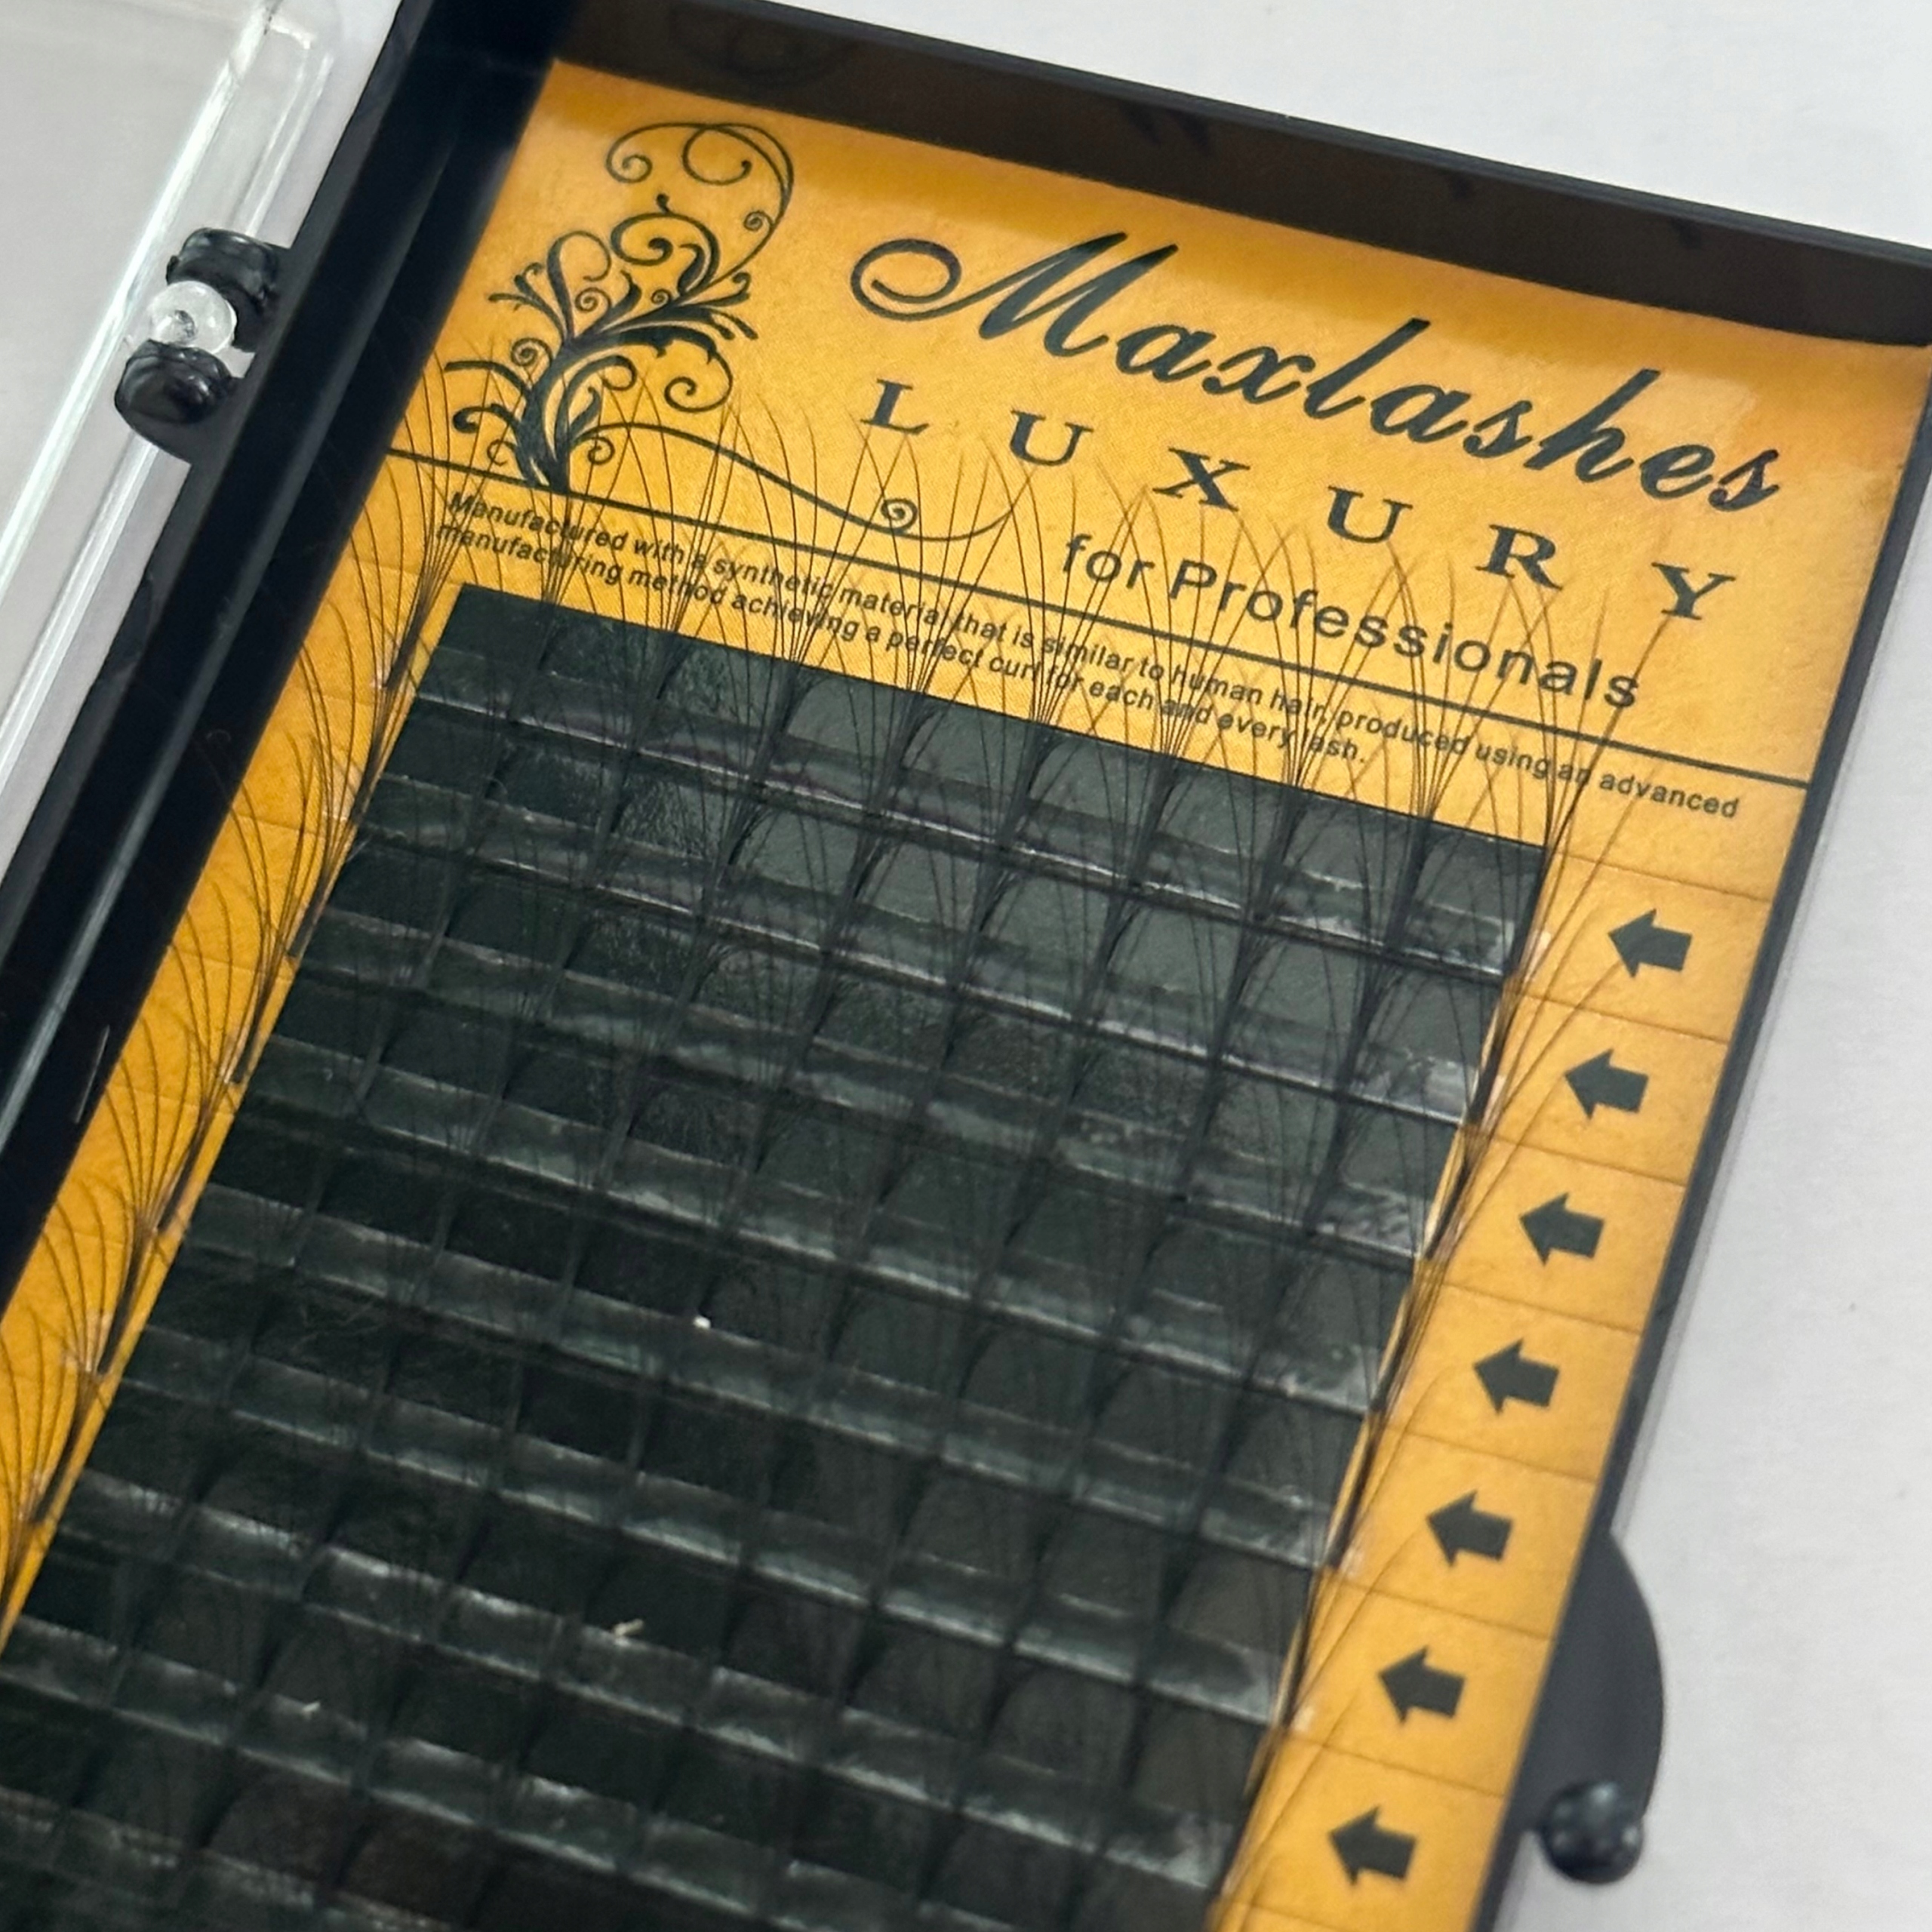 Maxlashes
LUXURY
for Professionals
Manufactured with a synthetic material that is similar to human hair, produced using an advanced
manufacturing method achieving a perfect curl for each and every lash.